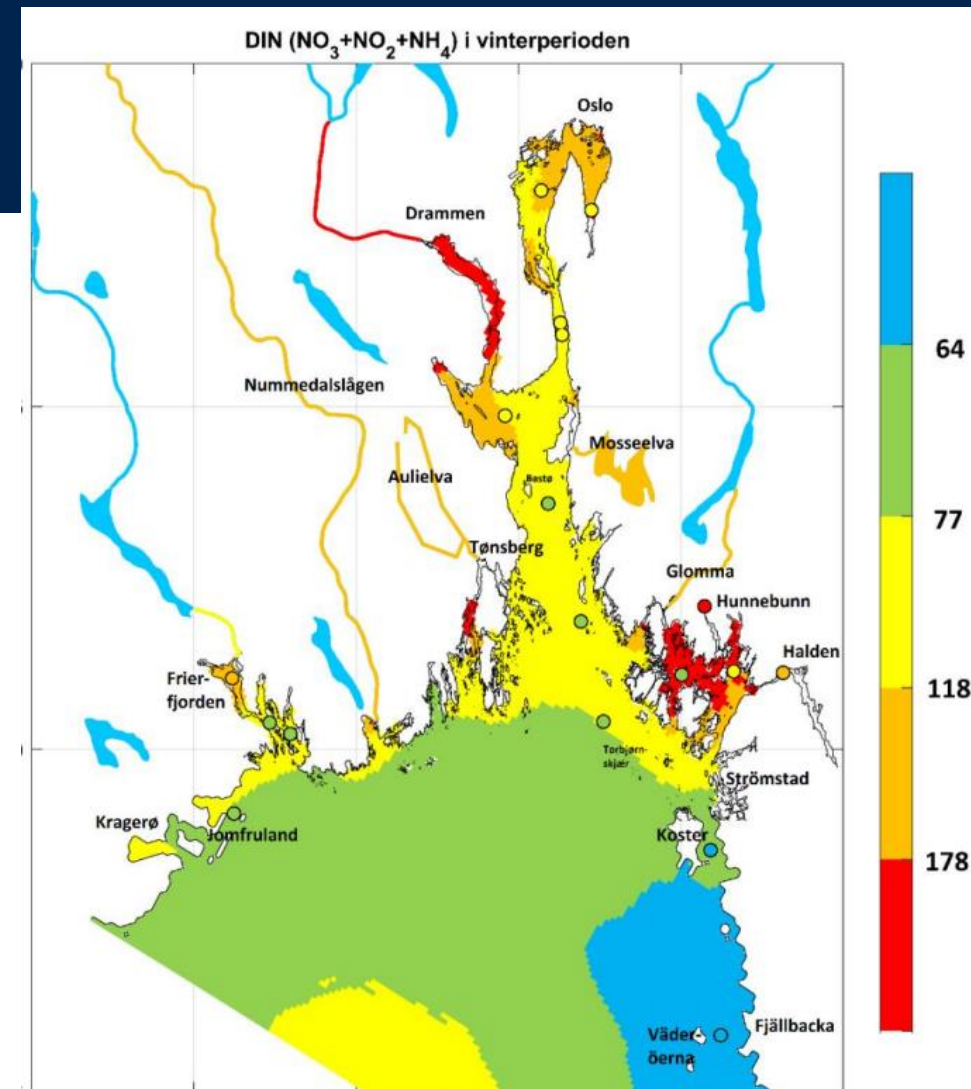 DIN (NO₃+NO₂+NH₄) i vinterperioden
Oslo
Drammen
64
Nummedalslågen
Mosseelva
Aulielva
Bastø
77
Tønsberg
Glomma
Hunnebunn
Halden
Frier-
fjorden
118
Torbjørn-
skjær
Strömstad
Kragerø
Jomfruland
Koster
178
Väder-
öerna
Fjällbacka